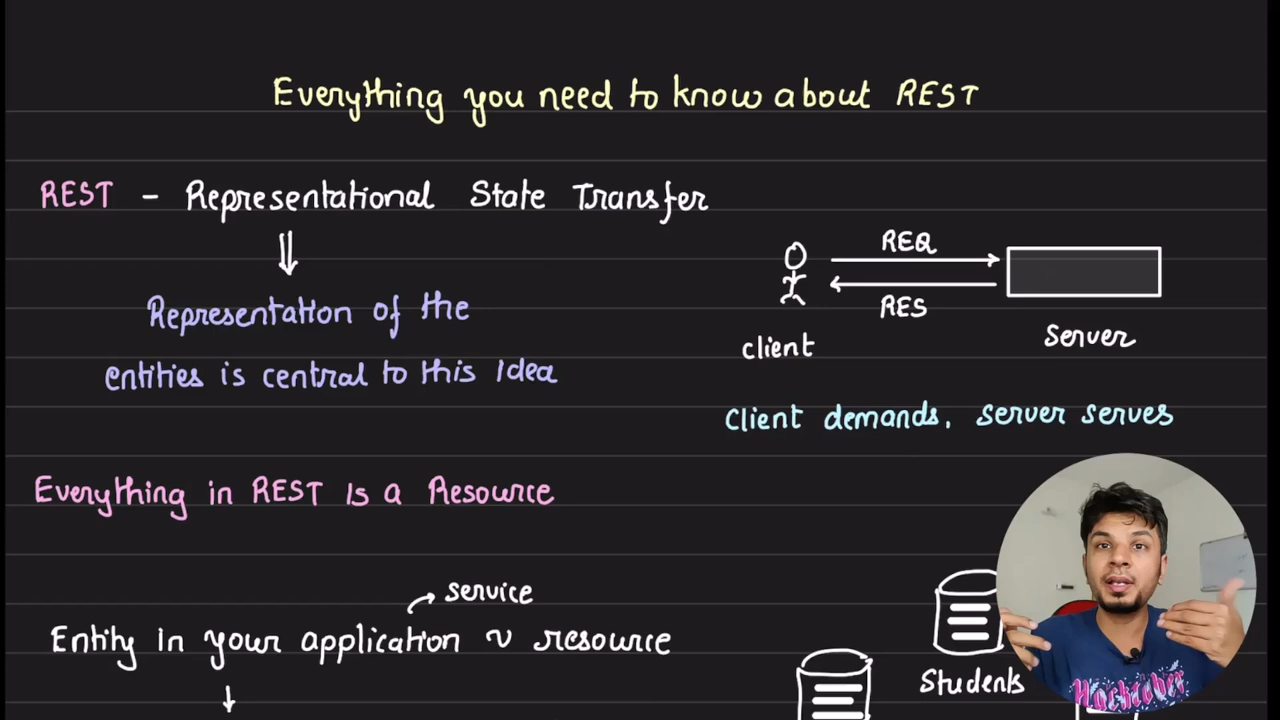 Everything you need to know about REST
REST - Representational State Transfer
Representation of the
entities is central to this idea
REQ
RES
client
Server
Client demands, Server serves
Everything in REST is a Resource
service
Entity in your application ~ resource
Students
Hacktober